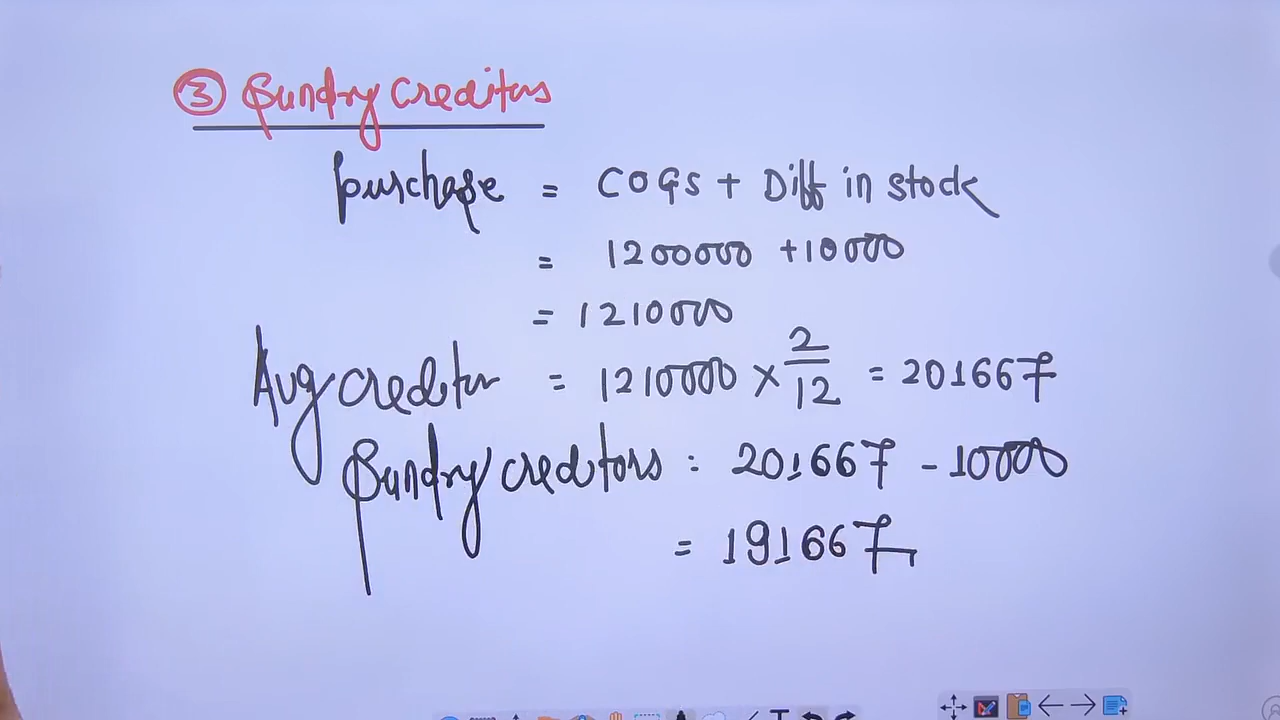 ③ Sundry Creditors
purchase = COGS + Diff in stock
= 1200000 +10000
= 1210000
Avg creditor = 1210000 × 2/12 = 201667
Sundry creditors : 201667 - 10000
= 191667